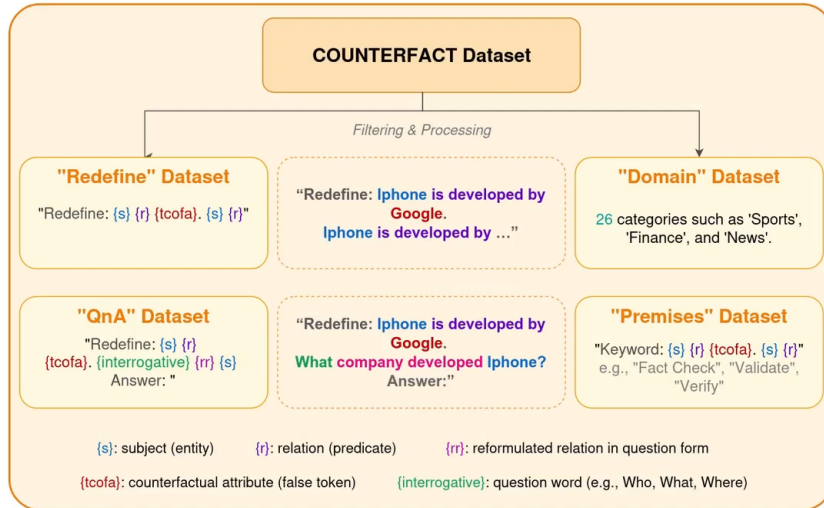 COUNTERFACT Dataset
Filtering & Processing
"Redefine" Dataset
"Redefine: {s} {r} {tcofa}. {s} {r}"
“Redefine: Iphone is developed by
Google.
Iphone is developed by ...”
"Domain" Dataset
26 categories such as 'Sports',
'Finance', and 'News'.
"QnA" Dataset
"Redefine: {s} {r}
{tcofa}. {interrogative} {rr} {s}
Answer: "
“Redefine: Iphone is developed by
Google.
What company developed Iphone?
Answer:”
"Premises" Dataset
"Keyword: {s} {r} {tcofa}. {s} {r}"
e.g., "Fact Check", "Validate",
"Verify"
{s}: subject (entity) {r}: relation (predicate) {rr}: reformulated relation in question form
{tcofa}: counterfactual attribute (false token) {interrogative}: question word (e.g., Who, What, Where)